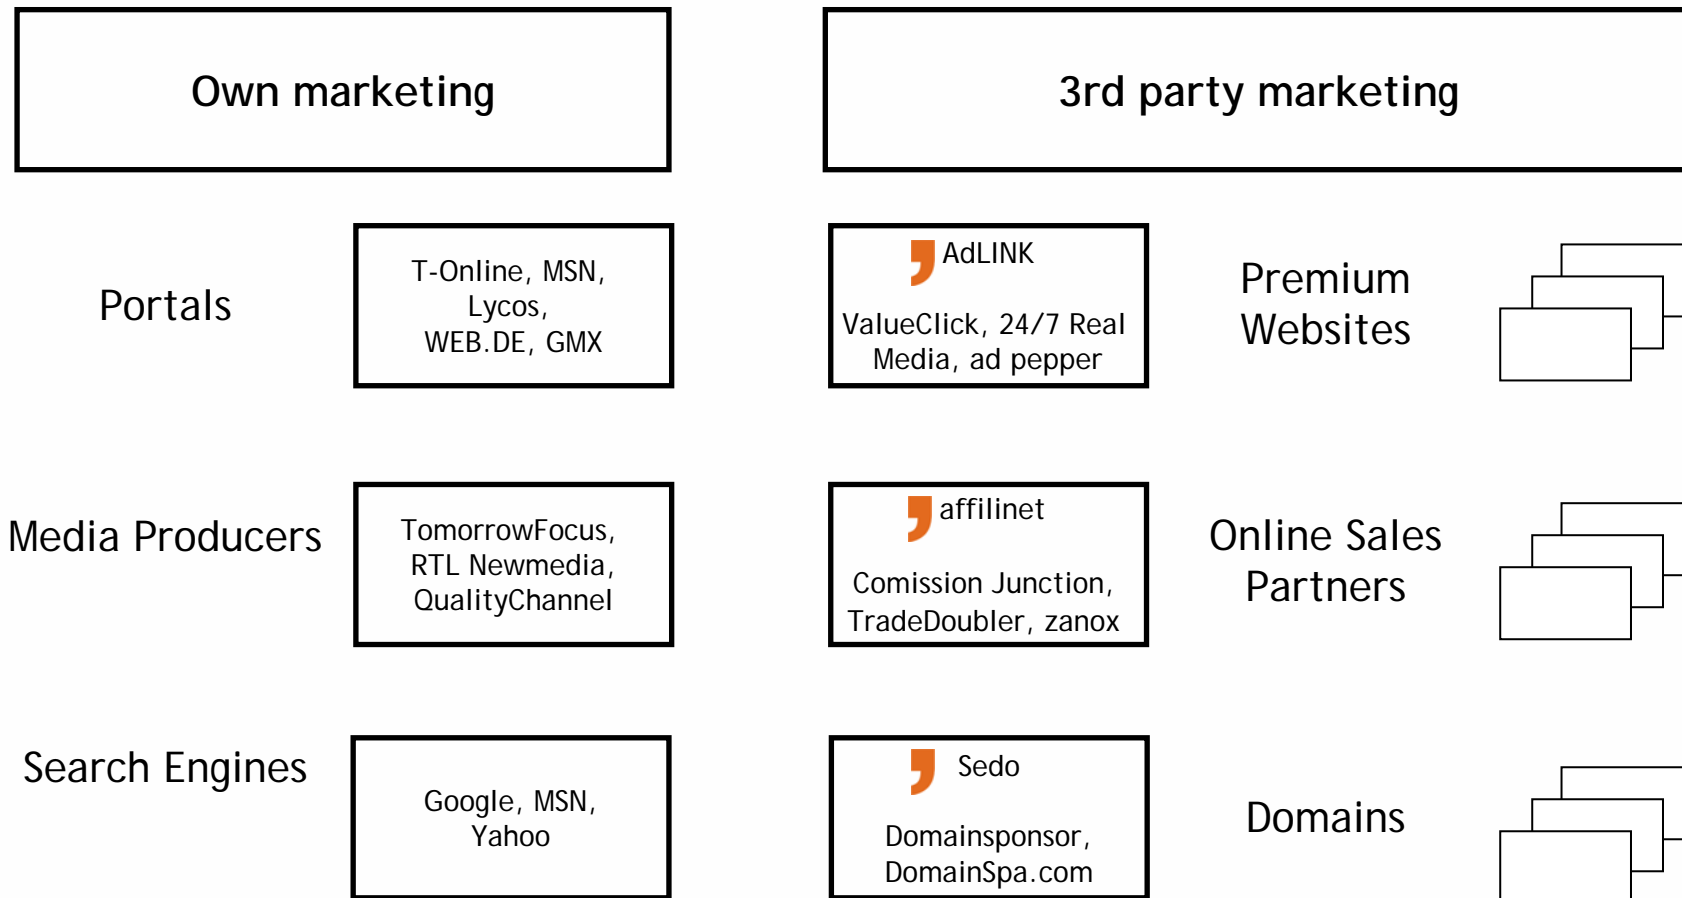 Own marketing
3rd party marketing
Portals
T-Online, MSN,
Lycos,
WEB.DE, GMX
AdLINK
ValueClick, 24/7 Real
Media, ad pepper
Premium
Websites
Media Producers
TomorrowFocus,
RTL Newmedia,
QualityChannel
affilinet
Comission Junction,
TradeDoubler, zanox
Online Sales
Partners
Search Engines
Google, MSN,
Yahoo
Sedo
Domainsponsor,
DomainSpa.com
Domains